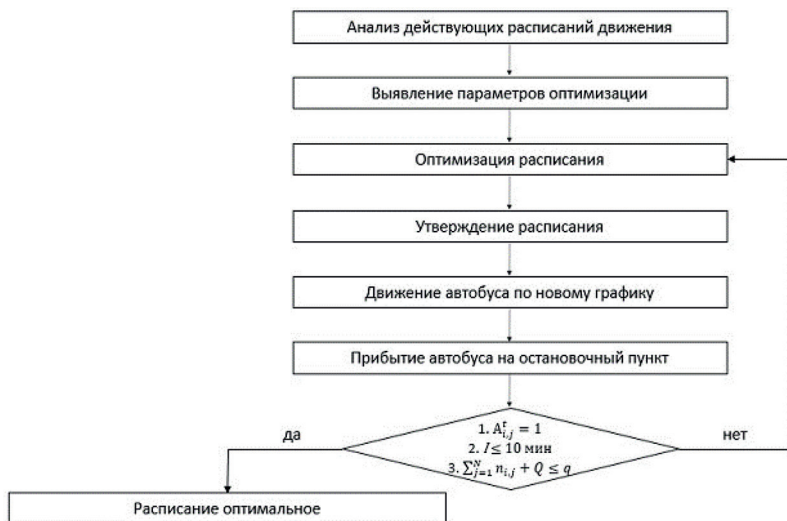 Анализ действующих расписаний движения
Выявление параметров оптимизации
Оптимизация расписания
Утверждение расписания
Движение автобуса по новому графику
Прибытие автобуса на остановочный пункт
1. A_{i,j}^r = 1
да
нет
2. I ≤ 10 мин
3. ∑_{j=1}^N n_{i,j} + Q ≤ q
Расписание оптимальное